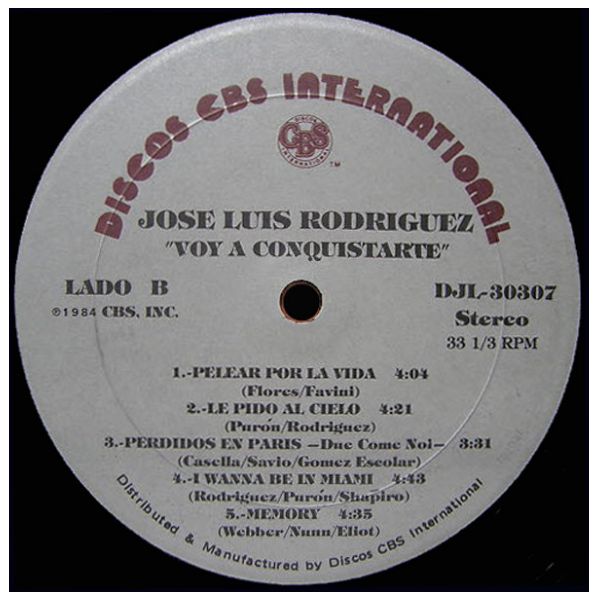 DISCOS CBS INTERNATIONAL
DISCOS
CBS
INTERNATIONAL
TM
JOSE LUIS RODRIGUEZ
"VOY A CONQUISTARTE"
LADO B
℗1984 CBS, INC.
DJL-30307
Stereo
33 1/3 RPM
1.-PELEAR POR LA VIDA 4:04
(Flores/Favini)
2.-LE PIDO AL CIELO 4:21
(Purón/Rodriguez)
3.-PERDIDOS EN PARIS —Due Come Noi— 3:31
(Casella/Savio/Gomez Escolar)
4.-I WANNA BE IN MIAMI 4:43
(Rodriguez/Purón/Shapiro)
5.-MEMORY 4:35
(Webber/Nunn/Eliot)
Distributed & Manufactured by Discos CBS International